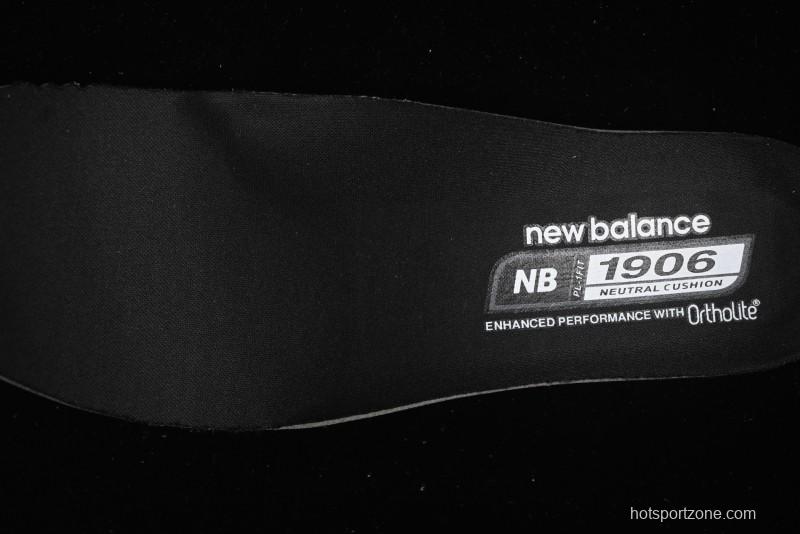 new balance
NB PL-1FIT 1906
NEUTRAL CUSHION
ENHANCED PERFORMANCE WITH Ortholite®
hotsportzone.com